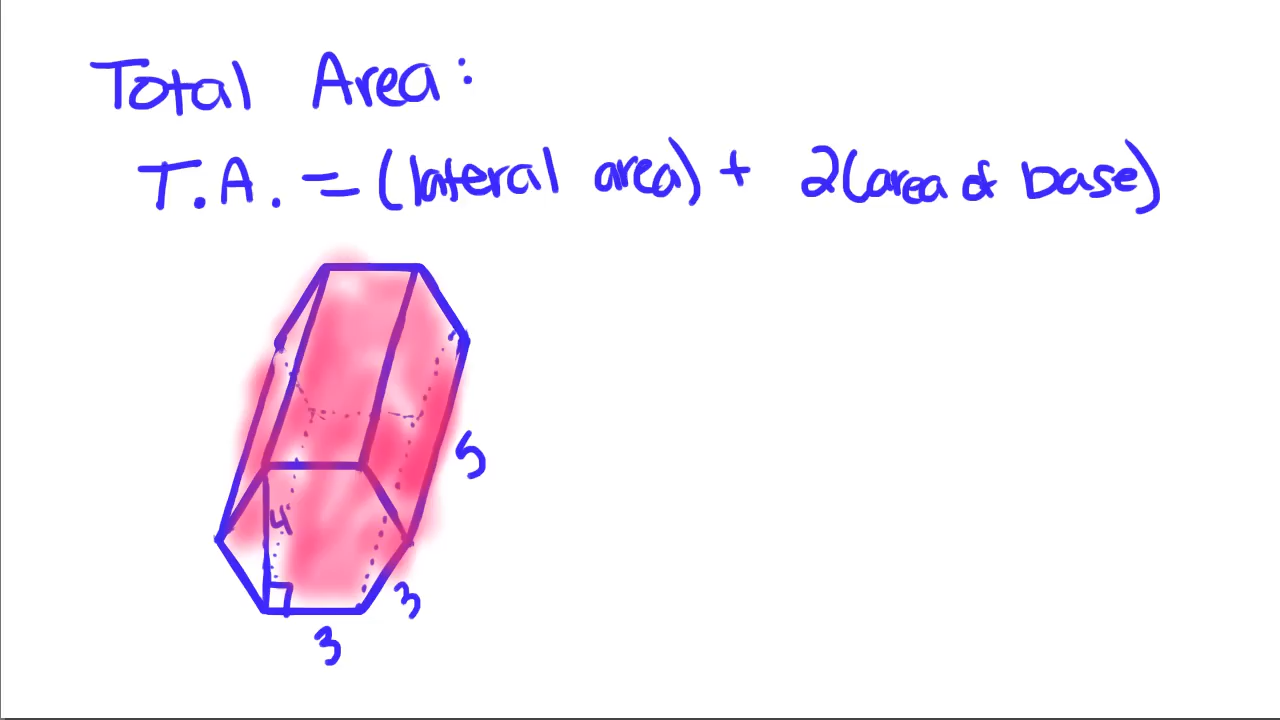 Total Area:
T.A. = (lateral area) + 2(area of base)
5
4
3
3